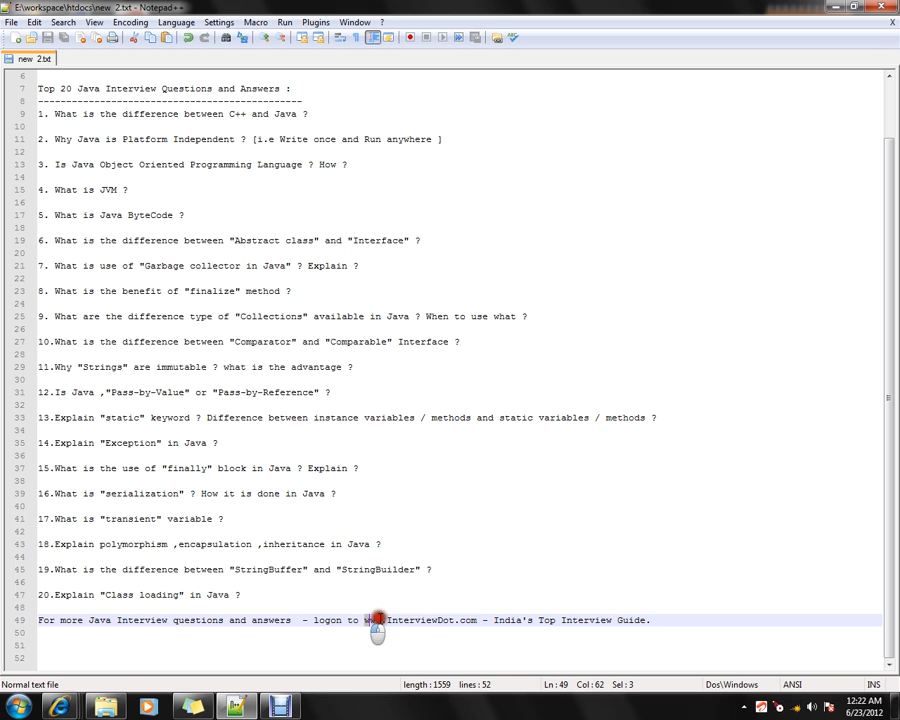 E:\workspace\htdocs\new  2.txt - Notepad++
File Edit Search View Encoding Language Settings Macro Run Plugins Window ? X
new  2.txt
6
7 Top 20 Java Interview Questions and Answers :
8 -----------------------------------------------
9 1. What is the difference between C++ and Java ?
10
11 2. Why Java is Platform Independent ? [i.e Write once and Run anywhere ]
12
13 3. Is Java Object Oriented Programming Language ? How ?
14
15 4. What is JVM ?
16
17 5. What is Java ByteCode ?
18
19 6. What is the difference between "Abstract class" and "Interface" ?
20
21 7. What is use of "Garbage collector in Java" ? Explain ?
22
23 8. What is the benefit of "finalize" method ?
24
25 9. What are the difference type of "Collections" available in Java ? When to use what ?
26
27 10.What is the difference between "Comparator" and "Comparable" Interface ?
28
29 11.Why "Strings" are immutable ? what is the advantage ?
30
31 12.Is Java ,"Pass-by-Value" or "Pass-by-Reference" ?
32
33 13.Explain "static" keyword ? Difference between instance variables / methods and static variables / methods ?
34
35 14.Explain "Exception" in Java ?
36
37 15.What is the use of "finally" block in Java ? Explain ?
38
39 16.What is "serialization" ? How it is done in Java ?
40
41 17.What is "transient" variable ?
42
43 18.Explain polymorphism ,encapsulation ,inheritance in Java ?
44
45 19.What is the difference between "StringBuffer" and "StringBuilder" ?
46
47 20.Explain "Class loading" in Java ?
48
49 For more Java Interview questions and answers  - logon to www.InterviewDot.com - India's Top Interview Guide.
50
51
52
Normal text file length : 1559 lines : 52 Ln : 49 Col : 62 Sel : 3 Dos\Windows ANSI INS
12:22 AM
6/23/2012